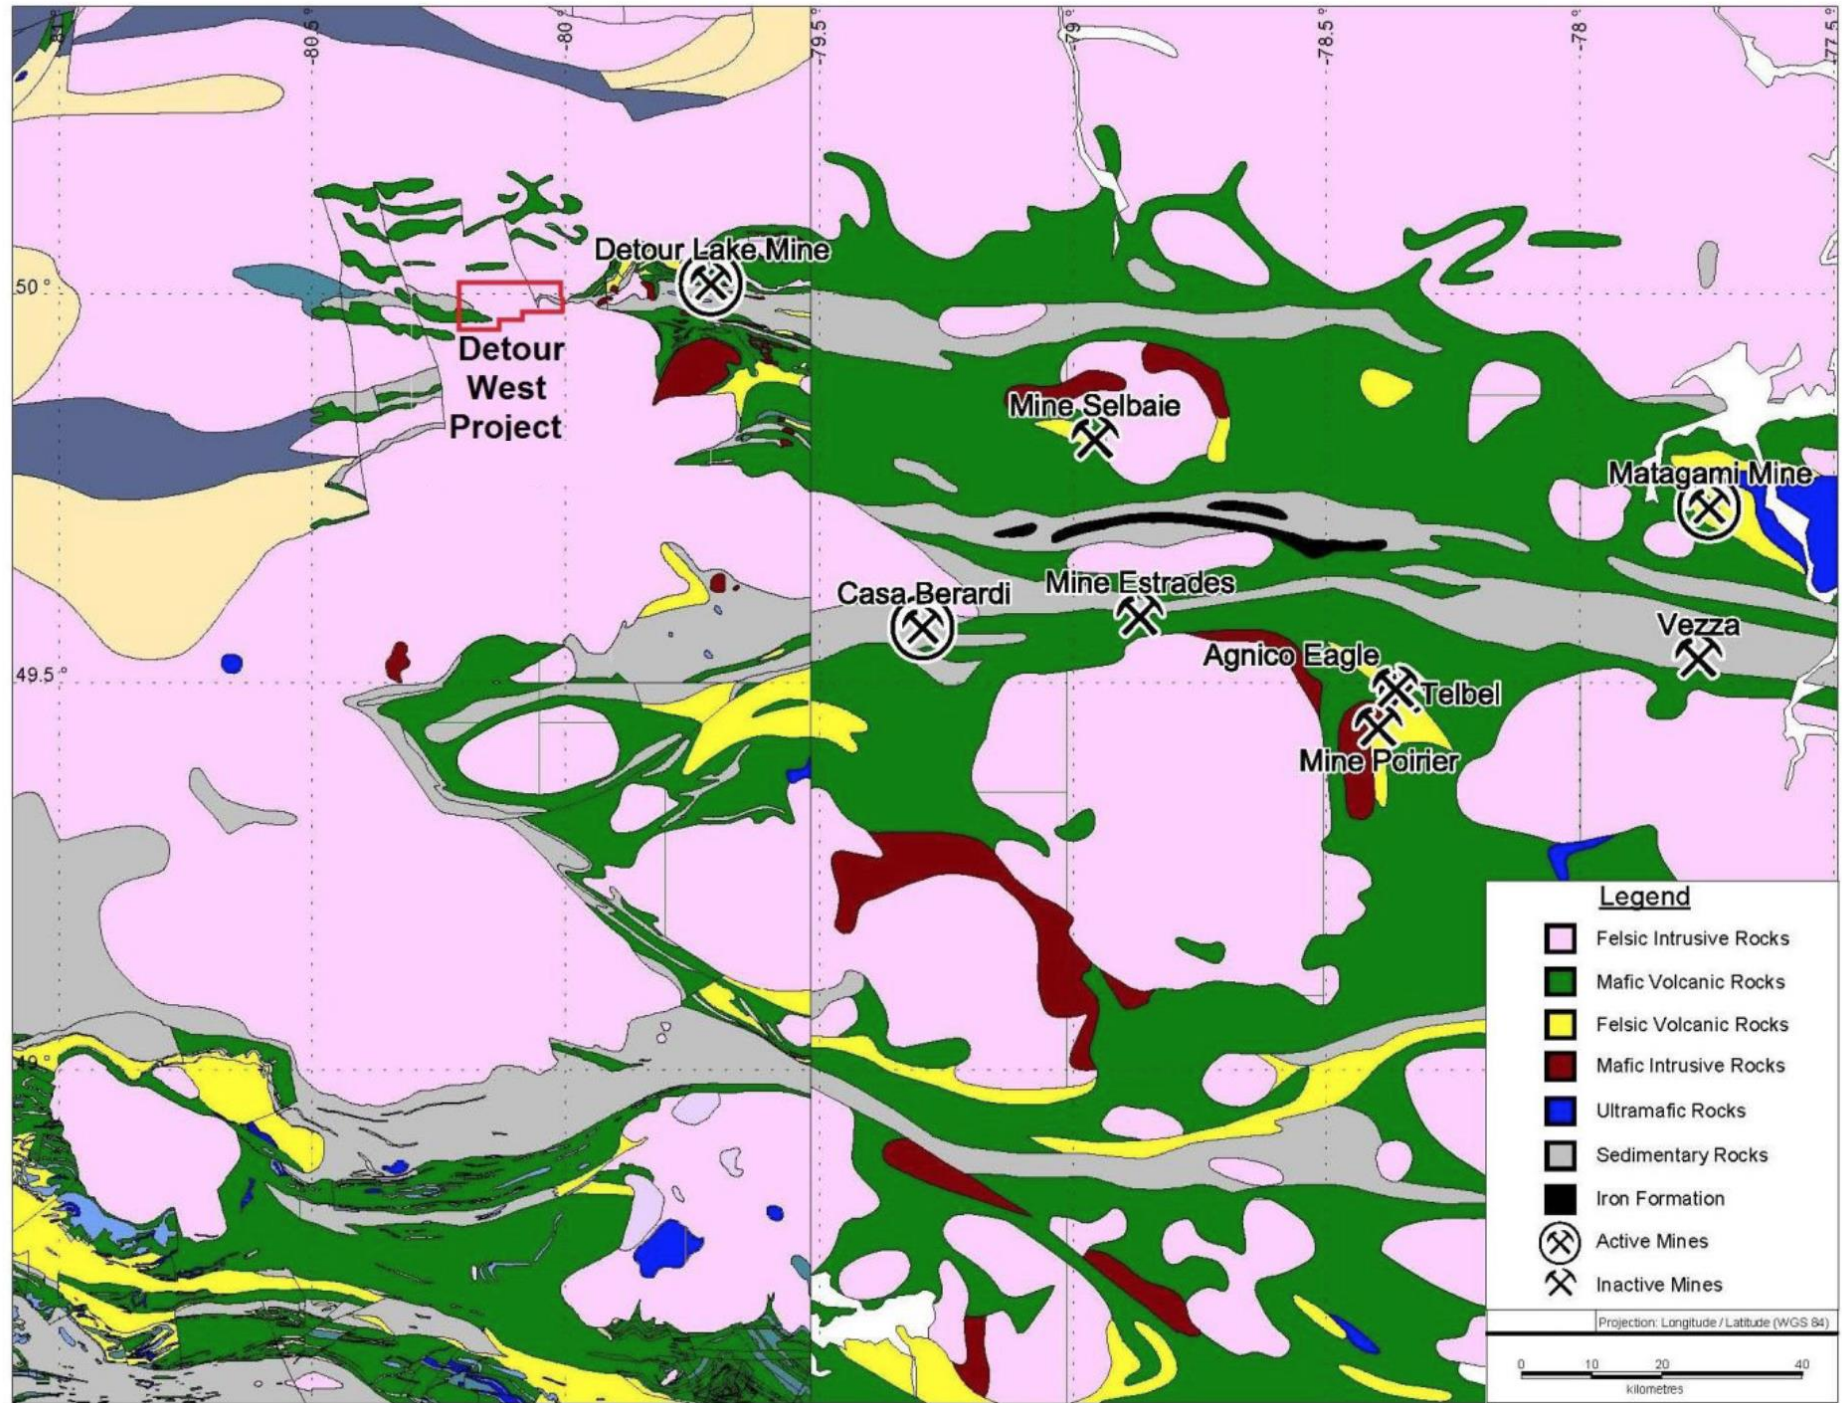 -81°
-80.5°
-80°
-79.5°
-79°
-78.5°
-78°
-77.5°
50°
49.5°
49°
Detour Lake Mine
Detour
West
Project
Mine Selbaie
Matagami Mine
Casa Berardi
Mine Estrades
Vezza
Agnico Eagle
Telbel
Mine Poirier
Legend
Felsic Intrusive Rocks
Mafic Volcanic Rocks
Felsic Volcanic Rocks
Mafic Intrusive Rocks
Ultramafic Rocks
Sedimentary Rocks
Iron Formation
Active Mines
Inactive Mines
Projection: Longitude / Latitude (WGS 84)
0 10 20 40
kilometres